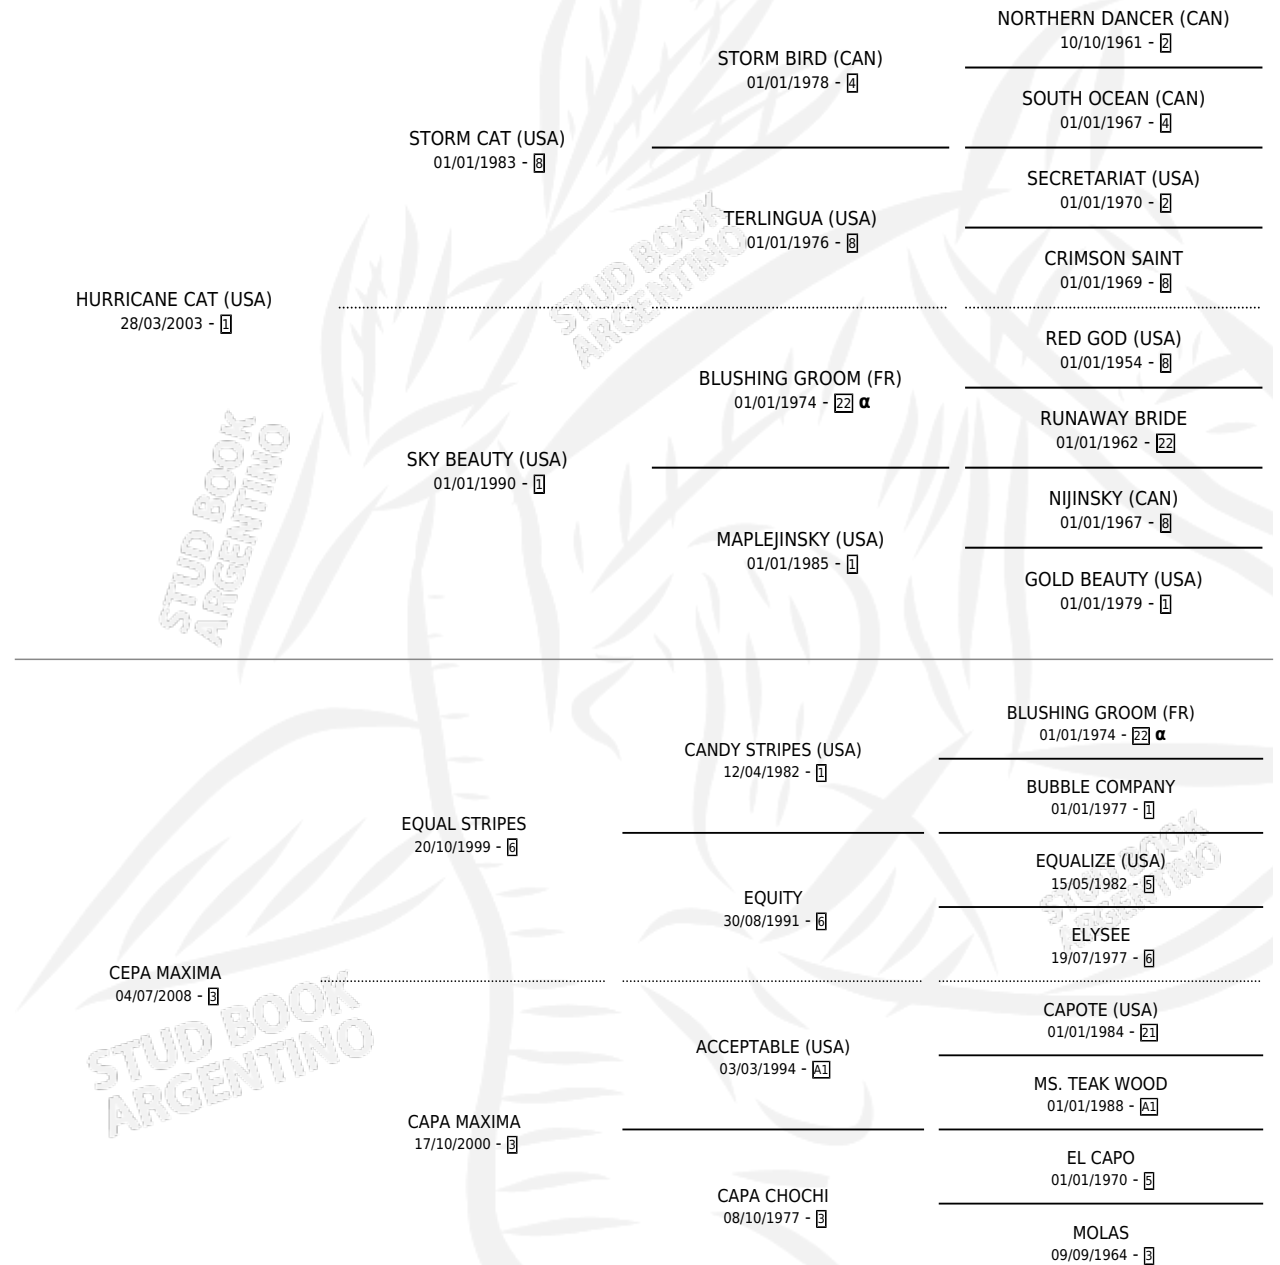 NORTHERN DANCER (CAN)
10/10/1961 - 2
STORM BIRD (CAN)
01/01/1978 - 4
SOUTH OCEAN (CAN)
01/01/1967 - 4
STORM CAT (USA)
01/01/1983 - 8
SECRETARIAT (USA)
01/01/1970 - 2
TERLINGUA (USA)
01/01/1976 - 8
CRIMSON SAINT
01/01/1969 - 8
HURRICANE CAT (USA)
28/03/2003 - 1
RED GOD (USA)
01/01/1954 - 8
BLUSHING GROOM (FR)
01/01/1974 - 22 α
RUNAWAY BRIDE
01/01/1962 - 22
SKY BEAUTY (USA)
01/01/1990 - 1
NIJINSKY (CAN)
01/01/1967 - 8
MAPLEJINSKY (USA)
01/01/1985 - 1
GOLD BEAUTY (USA)
01/01/1979 - 1
BLUSHING GROOM (FR)
01/01/1974 - 22 α
CANDY STRIPES (USA)
12/04/1982 - 1
BUBBLE COMPANY
01/01/1977 - 1
EQUAL STRIPES
20/10/1999 - 6
EQUALIZE (USA)
15/05/1982 - 5
EQUITY
30/08/1991 - 6
ELYSEE
19/07/1977 - 6
CEPA MAXIMA
04/07/2008 - 3
CAPOTE (USA)
01/01/1984 - 21
ACCEPTABLE (USA)
03/03/1994 - A1
MS. TEAK WOOD
01/01/1988 - A1
CAPA MAXIMA
17/10/2000 - 3
EL CAPO
01/01/1970 - 5
CAPA CHOCHI
08/10/1977 - 3
MOLAS
09/09/1964 - 3
STUD BOOK
ARGENTINO
STUD BOOK
ARGENTINO
STUD BOOK
ARGENTINO
STUD BOOK
ARGENTINO